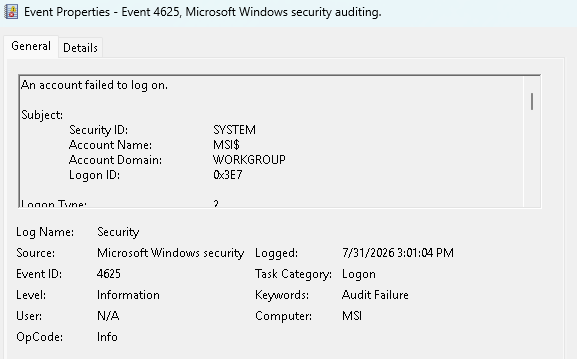 Event Properties - Event 4625, Microsoft Windows security auditing.
General Details
An account failed to log on.
Subject:
Security ID: SYSTEM
Account Name: MSI$
Account Domain: WORKGROUP
Logon ID: 0x3E7
Logon Type: 2
Log Name: Security
Source: Microsoft Windows security Logged: 7/31/2026 3:01:04 PM
Event ID: 4625 Task Category: Logon
Level: Information Keywords: Audit Failure
User: N/A Computer: MSI
OpCode: Info